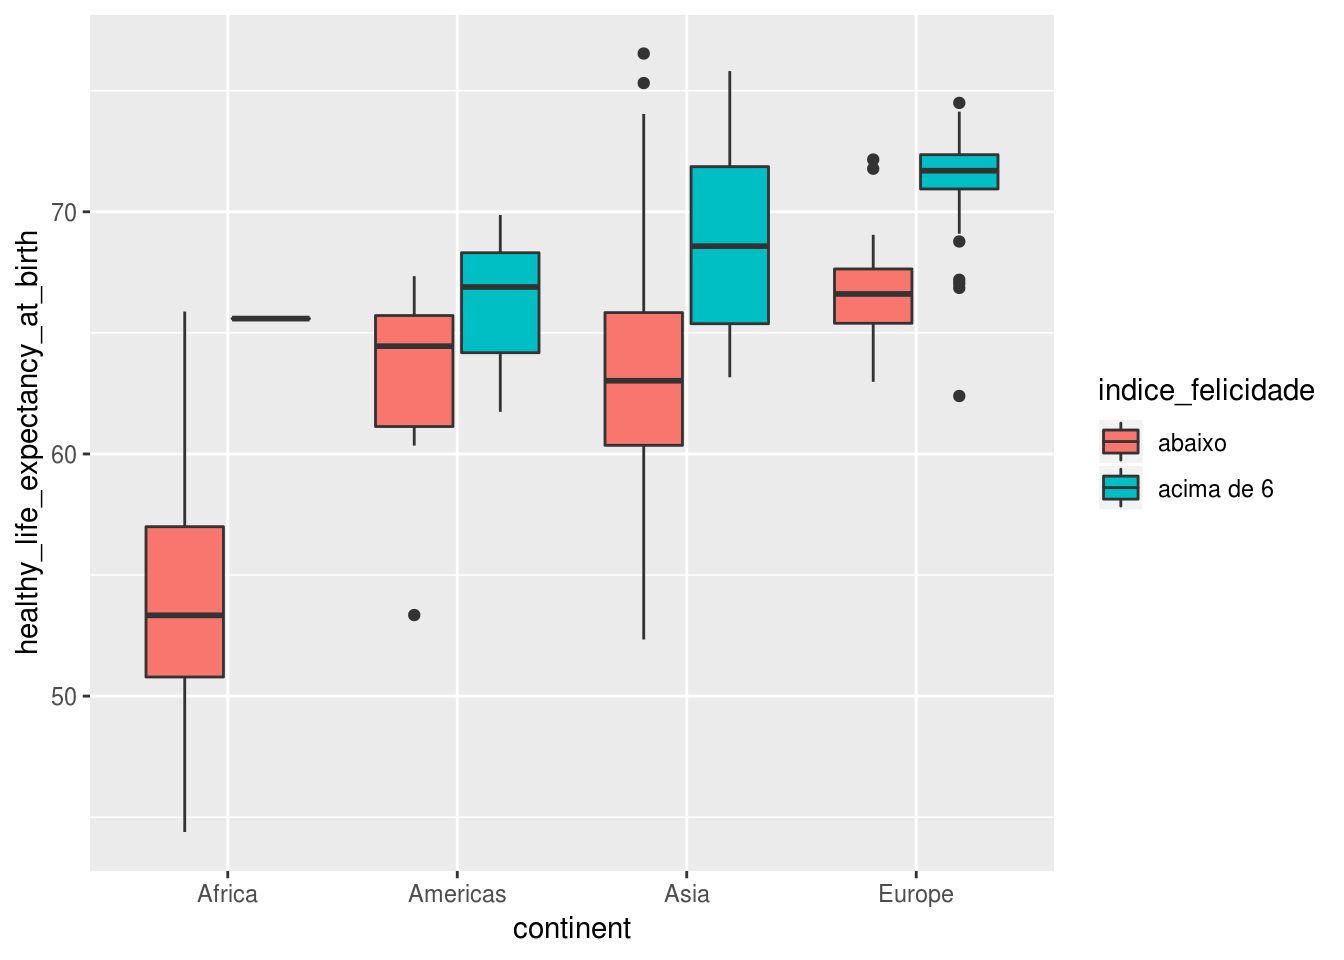 healthy_life_expectancy_at_birth
70
60
50
Africa
Americas
Asia
Europe
continent
indice_felicidade
abaixo
acima de 6